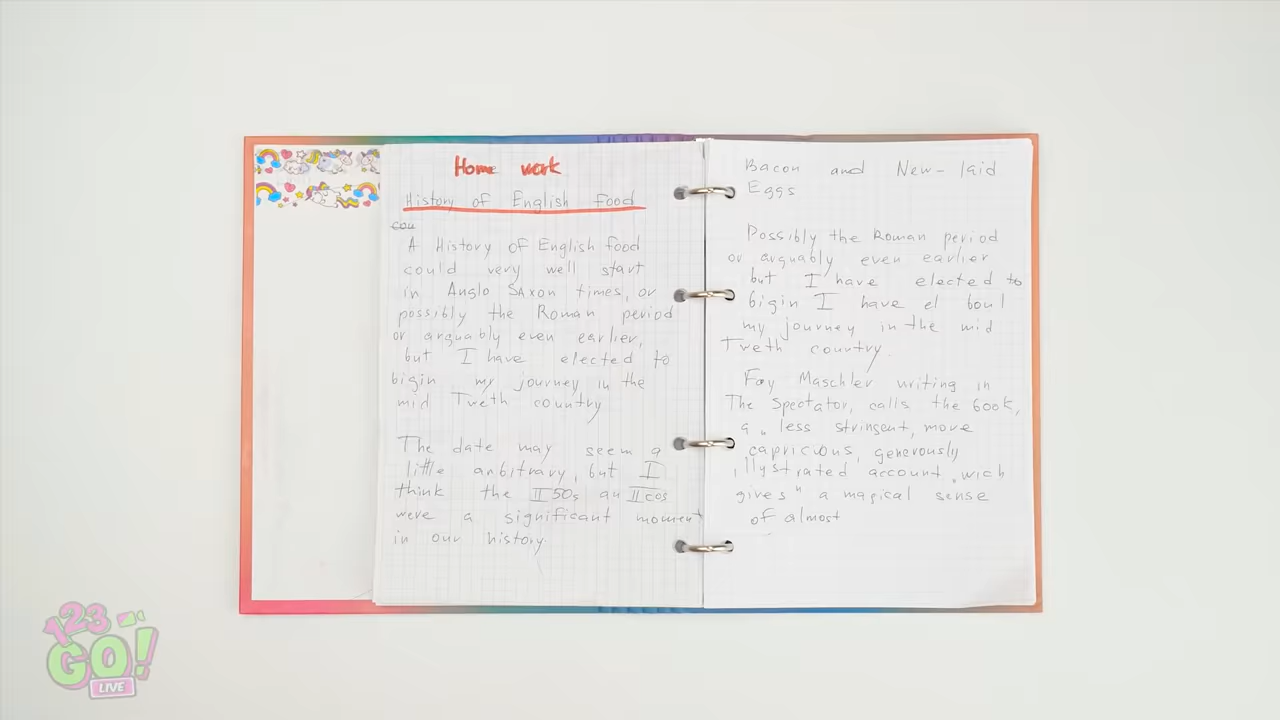 Home work
History of English food
cou
A History of English food
could very well start
in Anglo Saxon times, or
possibly the Roman period
or arguably even earlier,
but I have elected to
bigin my journey in the
mid Tweth country
The date may seem a
little arbitrary, but I
think the II50s an IIcos
were a significant moment
in our history
Bacon and New-laid
Eggs
Possibly the Roman period
or arguably even earlier
but I have elected to
bigin I have el boul
my journey in the mid
Tweth country.
Fay Maschler writing in
The Spectator, calls the book,
a „ less stringent, move
capricious, generously
illystrated account, wich
gives" a magical sense
of almost
123
GO!
LIVE